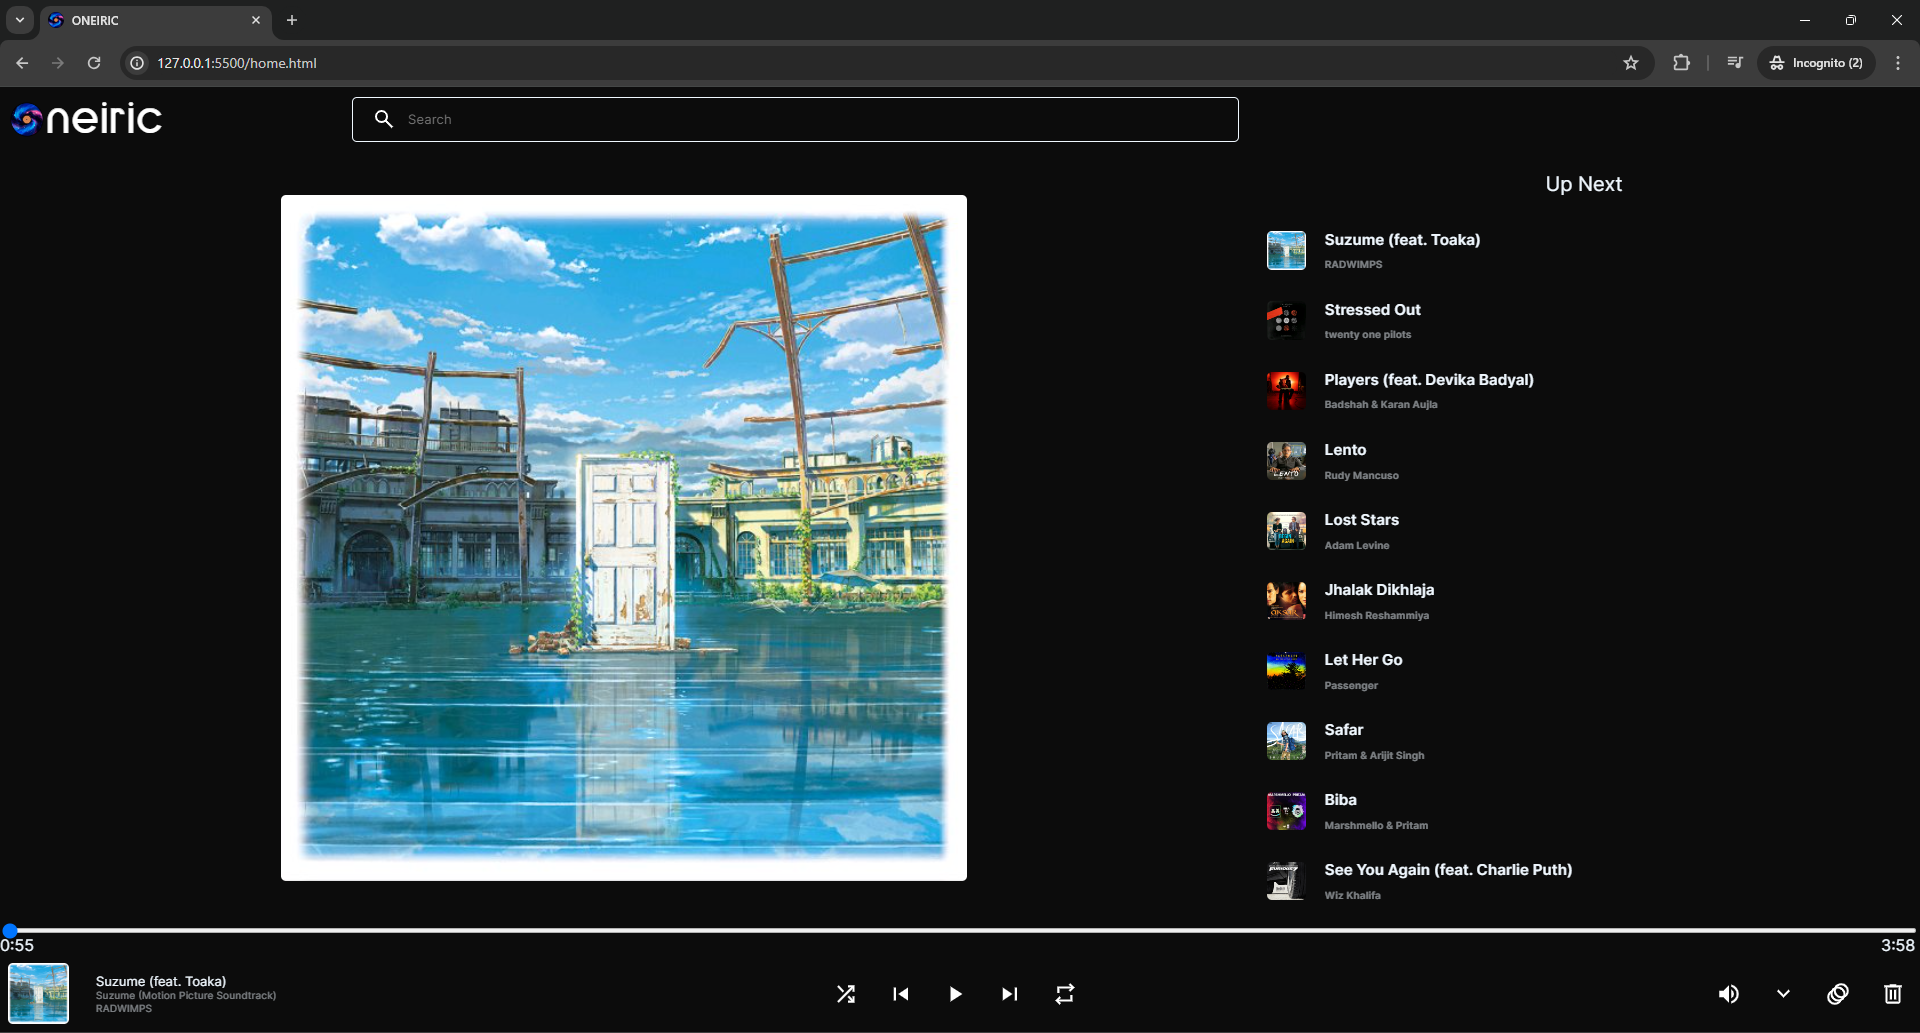 ONEIRIC
127.0.0.1:5500/home.html
Incognito (2)
neiric
Search
Up Next
Suzume (feat. Toaka)
RADWIMPS
Stressed Out
twenty one pilots
Players (feat. Devika Badyal)
Badshah & Karan Aujla
Lento
Rudy Mancuso
LENTO
Lost Stars
Adam Levine
AGAIN
Jhalak Dikhlaja
Himesh Reshammiya
Let Her Go
Passenger
Safar
Pritam & Arijit Singh
Biba
Marshmello & Pritam
See You Again (feat. Charlie Puth)
Wiz Khalifa
0:55
3:58
Suzume (feat. Toaka)
Suzume (Motion Picture Soundtrack)
RADWIMPS